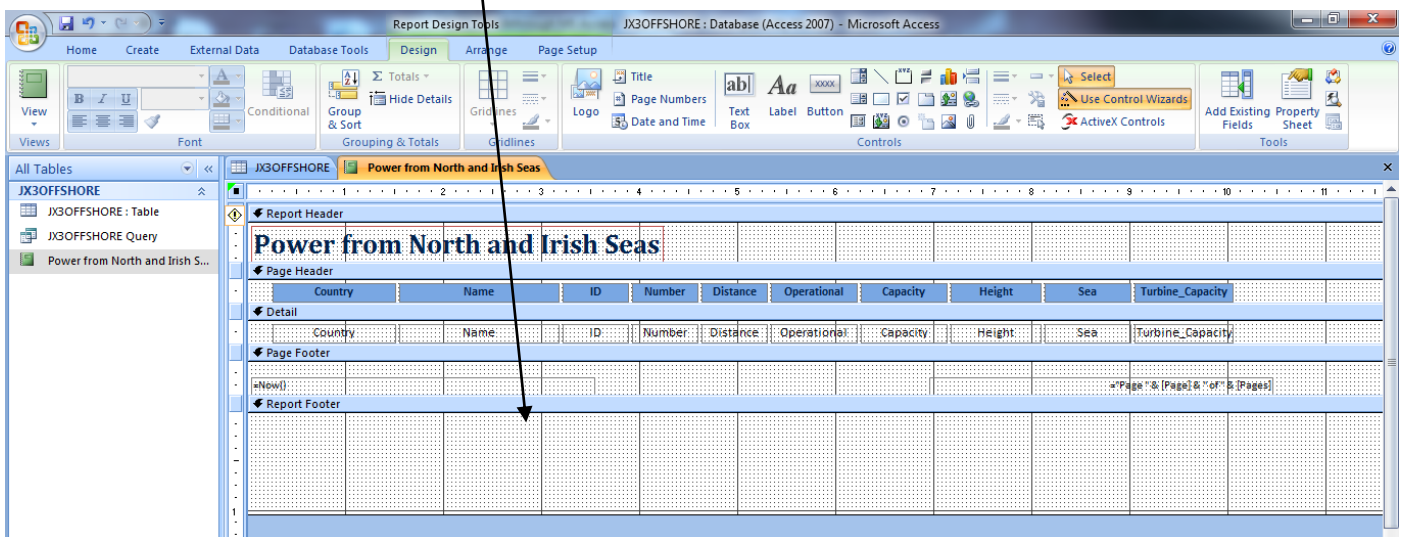 Report Design Tools JX3OFFSHORE : Database (Access 2007) - Microsoft Access
Home Create External Data Database Tools Design Arrange Page Setup
View
Views
B I U
Font
Conditional
Group & Sort
Σ Totals
Hide Details
Grouping & Totals
Gridlines
Gridlines
Logo
Title
Page Numbers
Date and Time
ab|
Text Box
Aa
Label
xxxx
Button
Controls
Select
Use Control Wizards
ActiveX Controls
Add Existing Fields
Property Sheet
Tools
All Tables
JX3OFFSHORE
JX3OFFSHORE : Table
JX3OFFSHORE Query
Power from North and Irish S...
JX3OFFSHORE Power from North and Irish Seas
1 2 3 4 5 6 7 8 9 10 11
Report Header
Power from North and Irish Seas
Page Header
Country Name ID Number Distance Operational Capacity Height Sea Turbine_Capacity
Detail
Country Name ID Number Distance Operational Capacity Height Sea Turbine_Capacity
Page Footer
=Now() ="Page " & [Page] & " of " & [Pages]
Report Footer
1